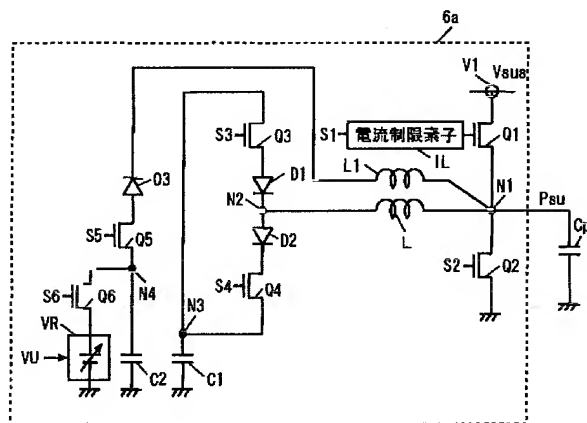 6a
V1
Vsus
S1
電流制限素子
IL
Q1
S3
Q3
D1
L1
N1
Psu
N2
L
Cp
D3
D2
S5
Q5
S2
Q2
S4
Q4
N4
S6
Q6
N3
VR
VU
C2
C1